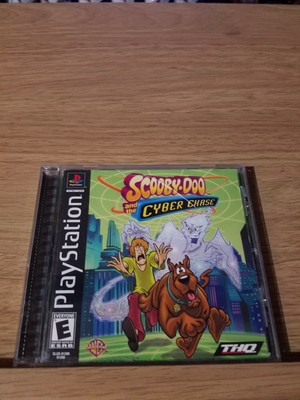 PlayStation
EVERYONE
E
SCOOBY-DOO
and the
CYBER CHASE
THQ